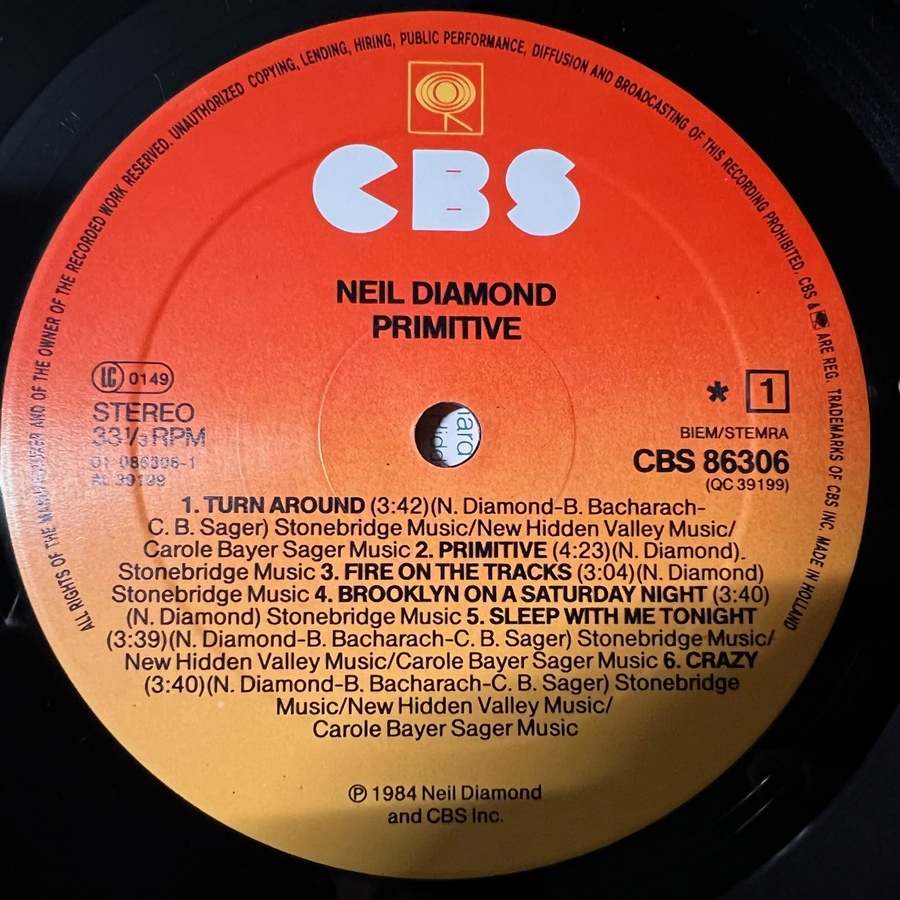 ALL RIGHTS OF THE MANUFACTURER AND OF THE OWNER OF THE RECORDED WORK RESERVED. UNAUTHORIZED COPYING, LENDING, HIRING, PUBLIC PERFORMANCE, DIFFUSION AND BROADCASTING OF THIS RECORDING PROHIBITED. CBS & ARE REG. TRADEMARKS OF CBS INC. MADE IN HOLLAND
CBS
NEIL DIAMOND
PRIMITIVE
LC 0149
STEREO
33 1/3 RPM
01-086306-1
AL 39199
* 1
BIEM/STEMRA
CBS 86306
(QC 39199)
1. TURN AROUND (3:42)(N. Diamond-B. Bacharach-
C. B. Sager) Stonebridge Music/New Hidden Valley Music/
Carole Bayer Sager Music 2. PRIMITIVE (4:23)(N. Diamond)
Stonebridge Music 3. FIRE ON THE TRACKS (3:04)(N. Diamond)
Stonebridge Music 4. BROOKLYN ON A SATURDAY NIGHT (3:40)
(N. Diamond) Stonebridge Music 5. SLEEP WITH ME TONIGHT
(3:39)(N. Diamond-B. Bacharach-C. B. Sager) Stonebridge Music/
New Hidden Valley Music/Carole Bayer Sager Music 6. CRAZY
(3:40)(N. Diamond-B. Bacharach-C. B. Sager) Stonebridge
Music/New Hidden Valley Music/
Carole Bayer Sager Music
℗ 1984 Neil Diamond
and CBS Inc.